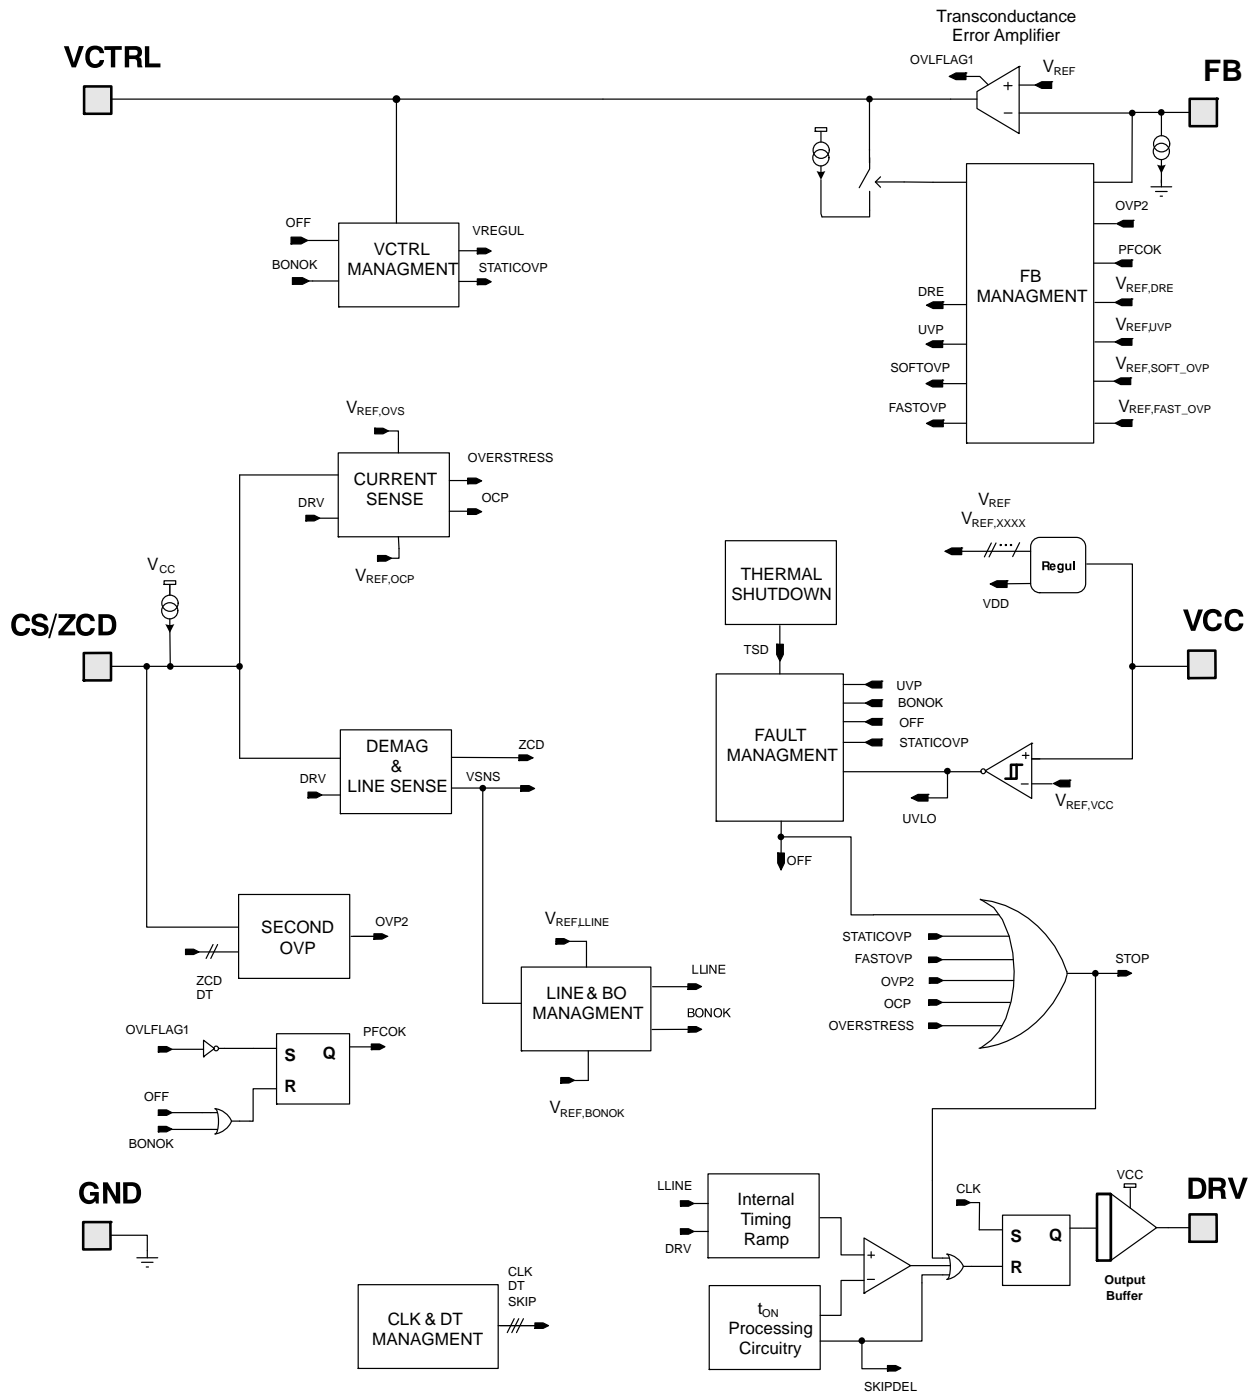 Transconductance
Error Amplifier
VCTRL
OVLFLAG1
VREF
FB
+
−
OFF
BONOK
VCTRL
MANAGMENT
VREGUL
STATICOVP
FB
MANAGMENT
OVP2
PFCOK
VREF,DRE
VREF,UVP
VREF,SOFT_OVP
VREF,FAST_OVP
DRE
UVP
SOFTOVP
FASTOVP
VREF,OVS
CURRENT
SENSE
OVERSTRESS
OCP
DRV
VREF,OCP
VREF
VREF,XXXX
...
Regul
VDD
VCC
CS/ZCD
VCC
THERMAL
SHUTDOWN
TSD
FAULT
MANAGMENT
UVP
BONOK
OFF
STATICOVP
+
−
VREF,VCC
UVLO
OFF
DEMAG
&
LINE SENSE
ZCD
VSNS
DRV
SECOND
OVP
OVP2
ZCD
DT
VREF,LLINE
LINE & BO
MANAGMENT
LLINE
BONOK
VREF,BONOK
STATICOVP
FASTOVP
OVP2
OCP
OVERSTRESS
STOP
OVLFLAG1
S Q
R
PFCOK
OFF
BONOK
GND
CLK & DT
MANAGMENT
CLK
DT
SKIP
LLINE
DRV
Internal
Timing
Ramp
tON
Processing
Circuitry
+
−
SKIPDEL
CLK
S Q
R
VCC
Output
Buffer
DRV